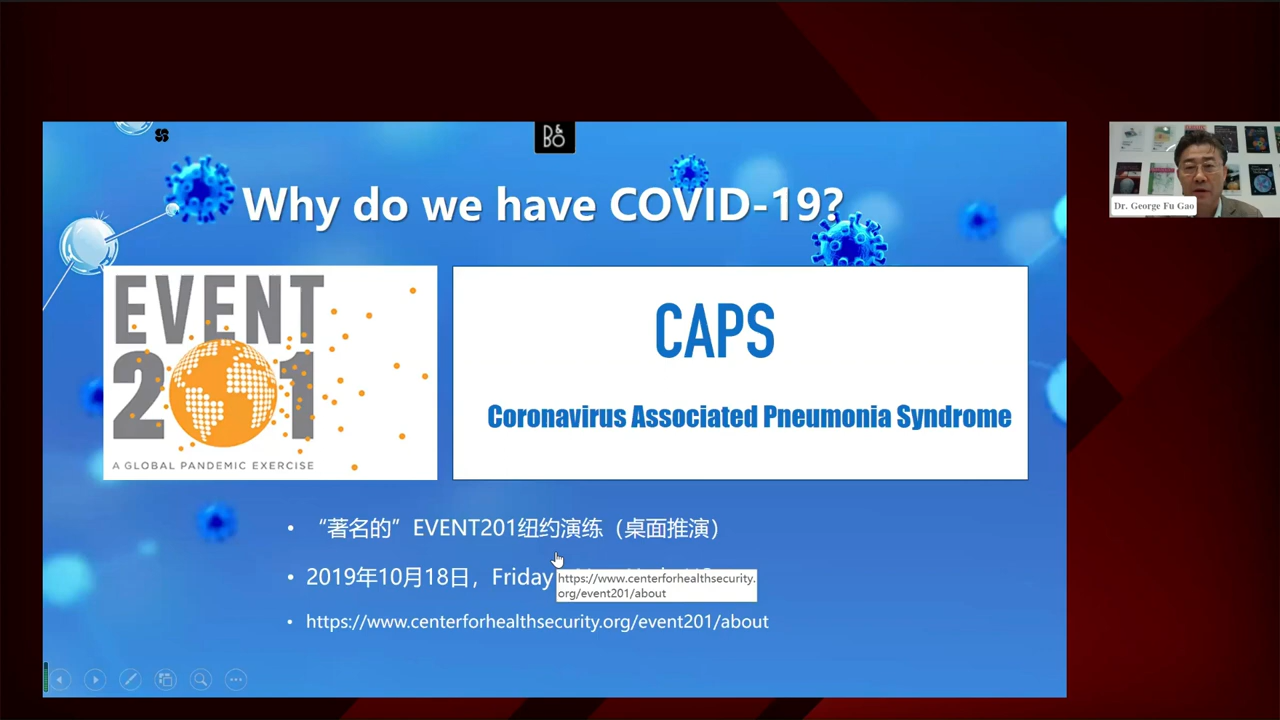 B&O
Why do we have COVID-19?
Dr. George Fu Gao
EVENT
201
A GLOBAL PANDEMIC EXERCISE
CAPS
Coronavirus Associated Pneumonia Syndrome
• “著名的”EVENT201纽约演练（桌面推演）
• 2019年10月18日，Friday
https://www.centerforhealthsecurity.
org/event201/about
• https://www.centerforhealthsecurity.org/event201/about